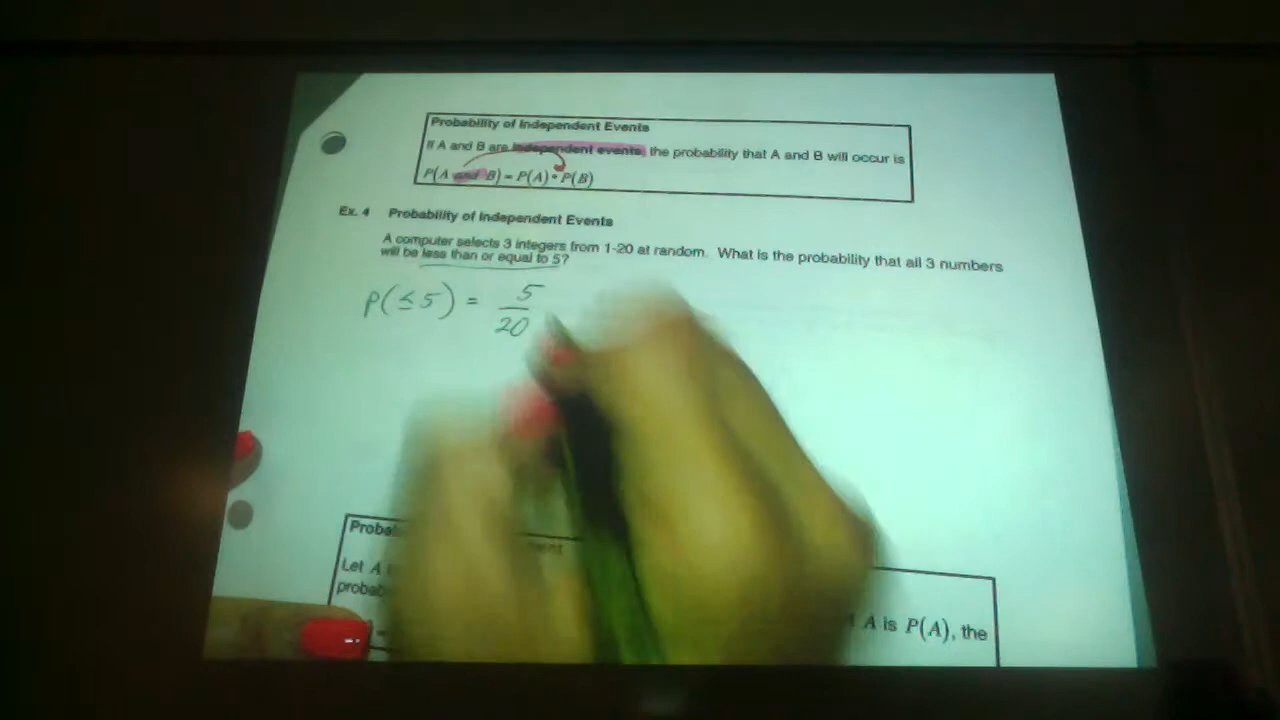 Probability of Independent Events
If A and B are independent events, the probability that A and B will occur is
P(A and B) = P(A) • P(B)
Ex. 4 Probability of Independent Events
A computer selects 3 integers from 1-20 at random. What is the probability that all 3 numbers
will be less than or equal to 5?
P(≤5) = 5/20
Let A
A is P(A), the